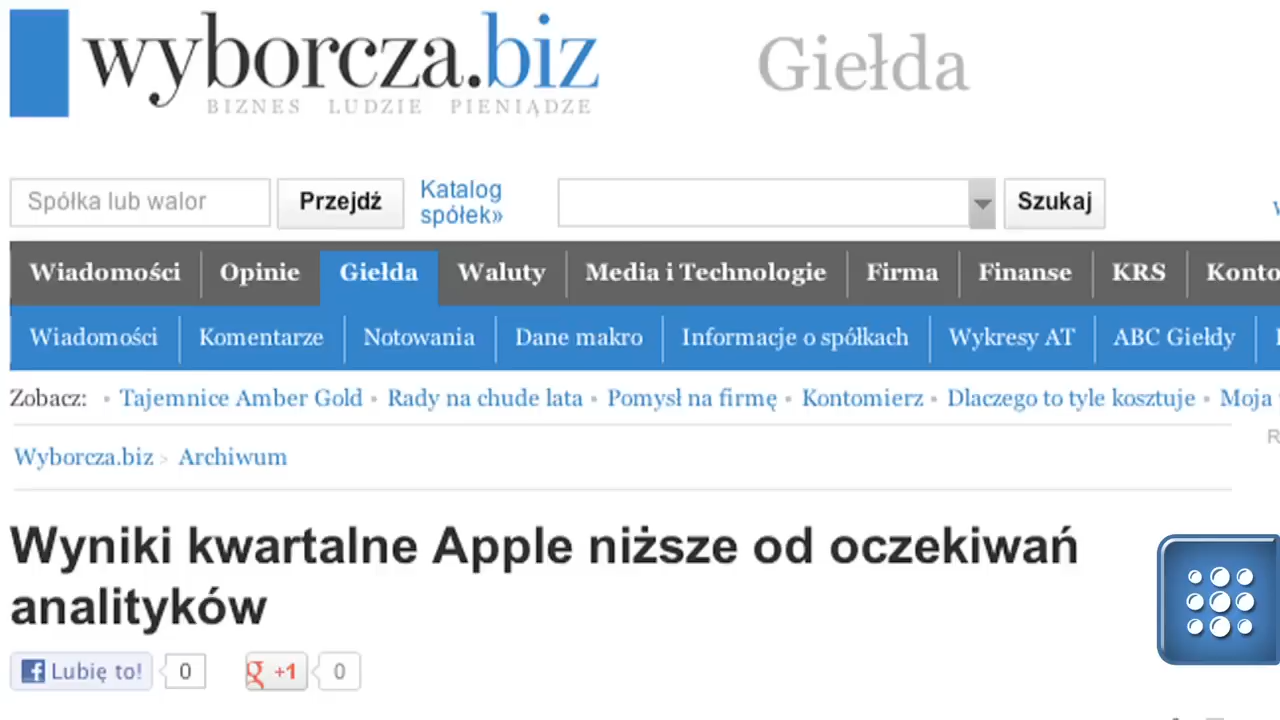 wyborcza.biz
BIZNES LUDZIE PIENIĄDZE
Giełda
Spółka lub walor
Przejdź
Katalog
spółek»
Szukaj
Wiadomości Opinie Giełda Waluty Media i Technologie Firma Finanse KRS Konto
Wiadomości Komentarze Notowania Dane makro Informacje o spółkach Wykresy AT ABC Giełdy
Zobacz: • Tajemnice Amber Gold • Rady na chude lata • Pomysł na firmę • Kontomierz • Dlaczego to tyle kosztuje • Moja
Wyborcza.biz > Archiwum
Wyniki kwartalne Apple niższe od oczekiwań
analityków
Lubię to! 0 +1 0